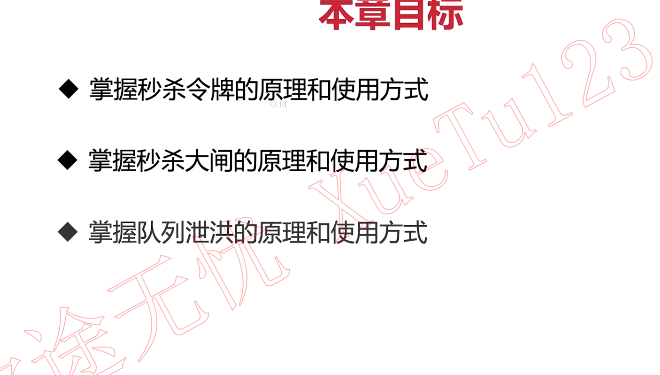 本章目标
掌握秒杀令牌的原理和使用方式
掌握秒杀大闸的原理和使用方式
掌握队列泄洪的原理和使用方式
途无忧 XueTu123